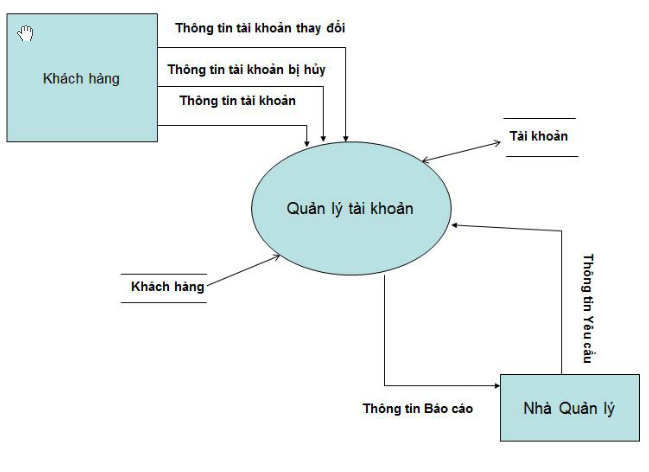 Thông tin tài khoản thay đổi
Khách hàng
Thông tin tài khoản bị hủy
Thông tin tài khoản
Tài khoản
Quản lý tài khoản
Khách hàng
Thông tin Yêu cầu
Thông tin Báo cáo
Nhà Quản lý